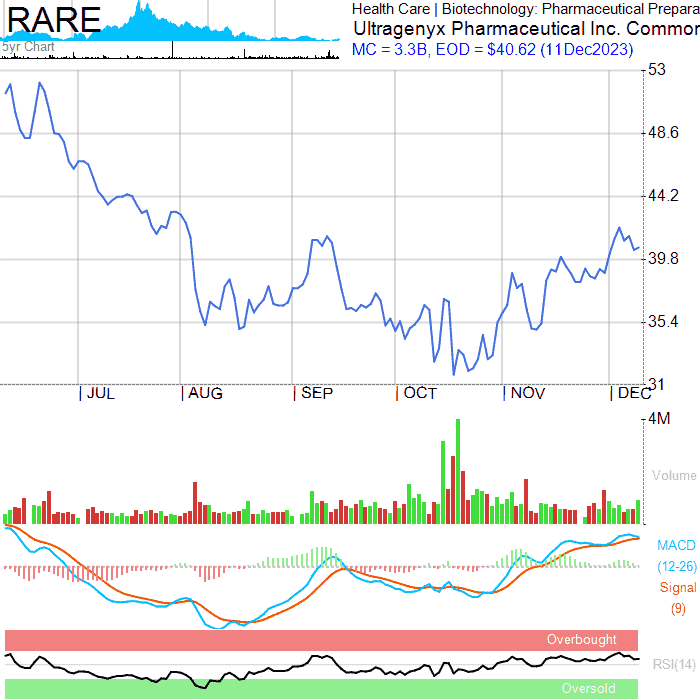 RARE
5yr Chart
Health Care | Biotechnology: Pharmaceutical Prepara
Ultragenyx Pharmaceutical Inc. Common
MC = 3.3B, EOD = $40.62 (11Dec2023)
53
48.6
44.2
39.8
35.4
31
JUL AUG SEP OCT NOV DEC
4M
Volume
MACD
(12-26)
Signal
(9)
Overbought
RSI(14)
Oversold